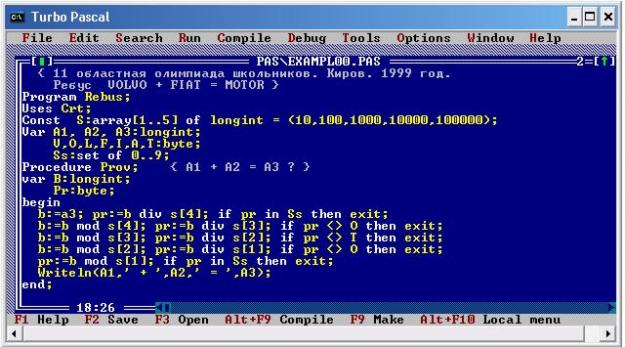 Turbo Pascal
File Edit Search Run Compile Debug Tools Options Window Help
[■] PAS\EXAMPL00.PAS 2=[↑]
{ 11 областная олимпиада школьников. Киров. 1999 год.
Ребус VOLVO + FIAT = MOTOR }
Program Rebus;
Uses Crt;
Const S:array[1..5] of longint = (10,100,1000,10000,100000);
Var A1, A2, A3:longint;
V,O,L,F,I,A,T:byte;
Ss:set of 0..9;
Procedure Prov; { A1 + A2 = A3 ? }
var B:longint;
Pr:byte;
begin
b:=a3; pr:=b div s[4]; if pr in Ss then exit;
b:=b mod s[4]; pr:=b div s[3]; if pr <> O then exit;
b:=b mod s[3]; pr:=b div s[2]; if pr <> T then exit;
b:=b mod s[2]; pr:=b div s[1]; if pr <> O then exit;
pr:=b mod s[1]; if pr in Ss then exit;
Writeln(A1,' + ',A2,' = ',A3);
end;
18:26
F1 Help F2 Save F3 Open Alt+F9 Compile F9 Make Alt+F10 Local menu